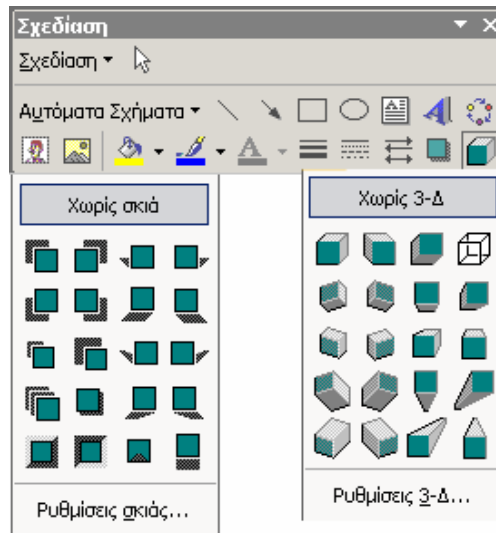 Σχεδίαση
Σχεδίαση
Αυτόματα Σχήματα
Χωρίς σκιά
Χωρίς 3-Δ
Ρυθμίσεις σκιάς...
Ρυθμίσεις 3-Δ...